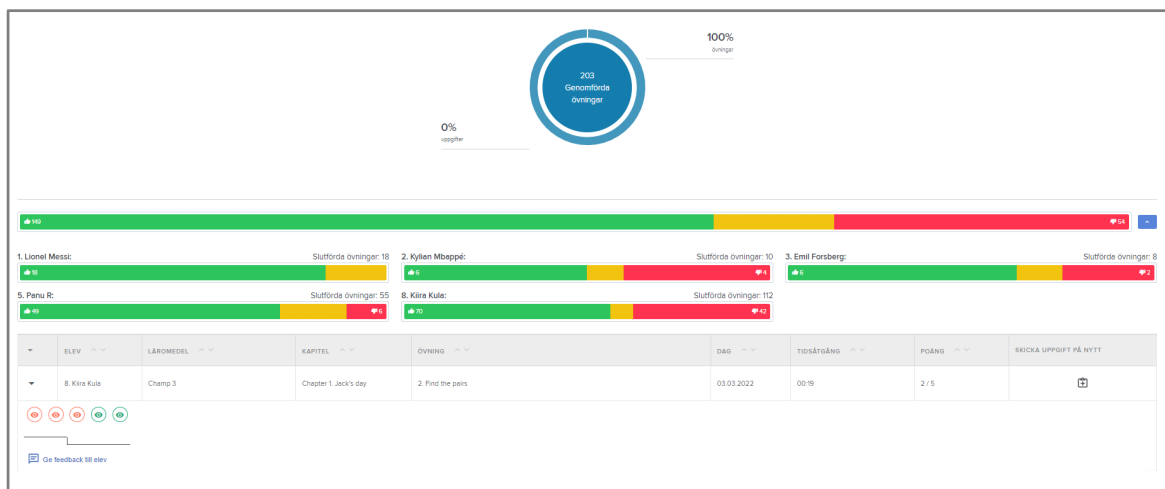 100%
övningar
203
Genomförda
övningar
0%
uppgifter
149 54
1. Lionel Messi: Slutförda övningar: 18 2. Kylian Mbappé: Slutförda övningar: 10 3. Emil Forsberg: Slutförda övningar: 8
18 6 4 6 2
5. Panu R: Slutförda övningar: 55 8. Kiira Kula: Slutförda övningar: 112
49 6 70 42
ELEV LÄROMEDEL KAPITEL ÖVNING DAG TIDSÅTGÅNG POÄNG SKICKA UPPGIFT PÅ NYTT
8. Kiira Kula Champ 3 Chapter 1. Jack's day 2. Find the pairs 03.03.2022 00:19 2 / 5
Ge feedback till elev